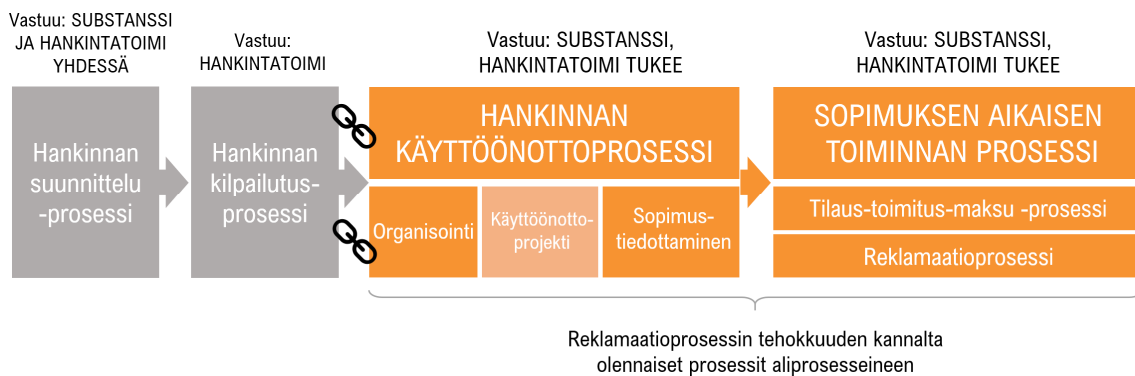 Vastuu: SUBSTANSSI
JA HANKINTATOIMI
YHDESSÄ
Vastuu:
HANKINTATOIMI
Vastuu: SUBSTANSSI,
HANKINTATOIMI TUKEE
Vastuu: SUBSTANSSI,
HANKINTATOIMI TUKEE
Hankinnan
suunnittelu
-prosessi
Hankinnan
kilpailutus-
prosessi
HANKINNAN
KÄYTTÖÖNOTTOPROSESSI
Organisointi
Käyttöönotto-
projekti
Sopimus-
tiedottaminen
SOPIMUKSEN AIKAISEN
TOIMINNAN PROSESSI
Tilaus-toimitus-maksu -prosessi
Reklamaatioprosessi
Reklamaatioprosessin tehokkuuden kannalta
olennaiset prosessit aliprosesseineen